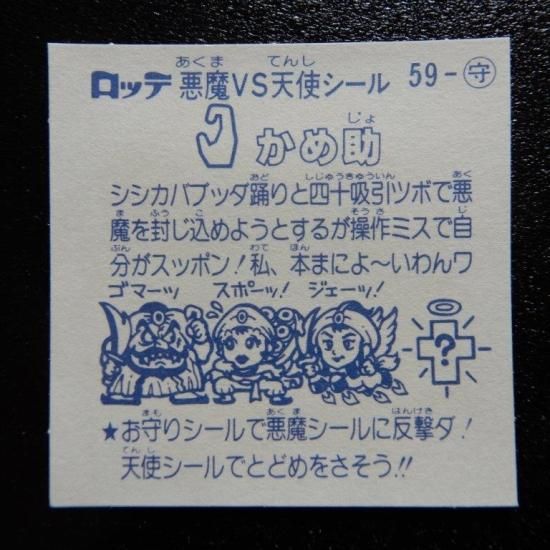 ロッテ 悪魔VS天使シール 59-守
かめ助
シシカバブッダ踊りと四十吸引ツボで悪
魔を封じ込めようとするが操作ミスで自
分がスッポン!私、本まによ〜いわんワ
ゴマーッ スポーッ! ジェーッ!
?
★お守りシールで悪魔シールに反撃ダ!
天使シールでとどめをさそう!!